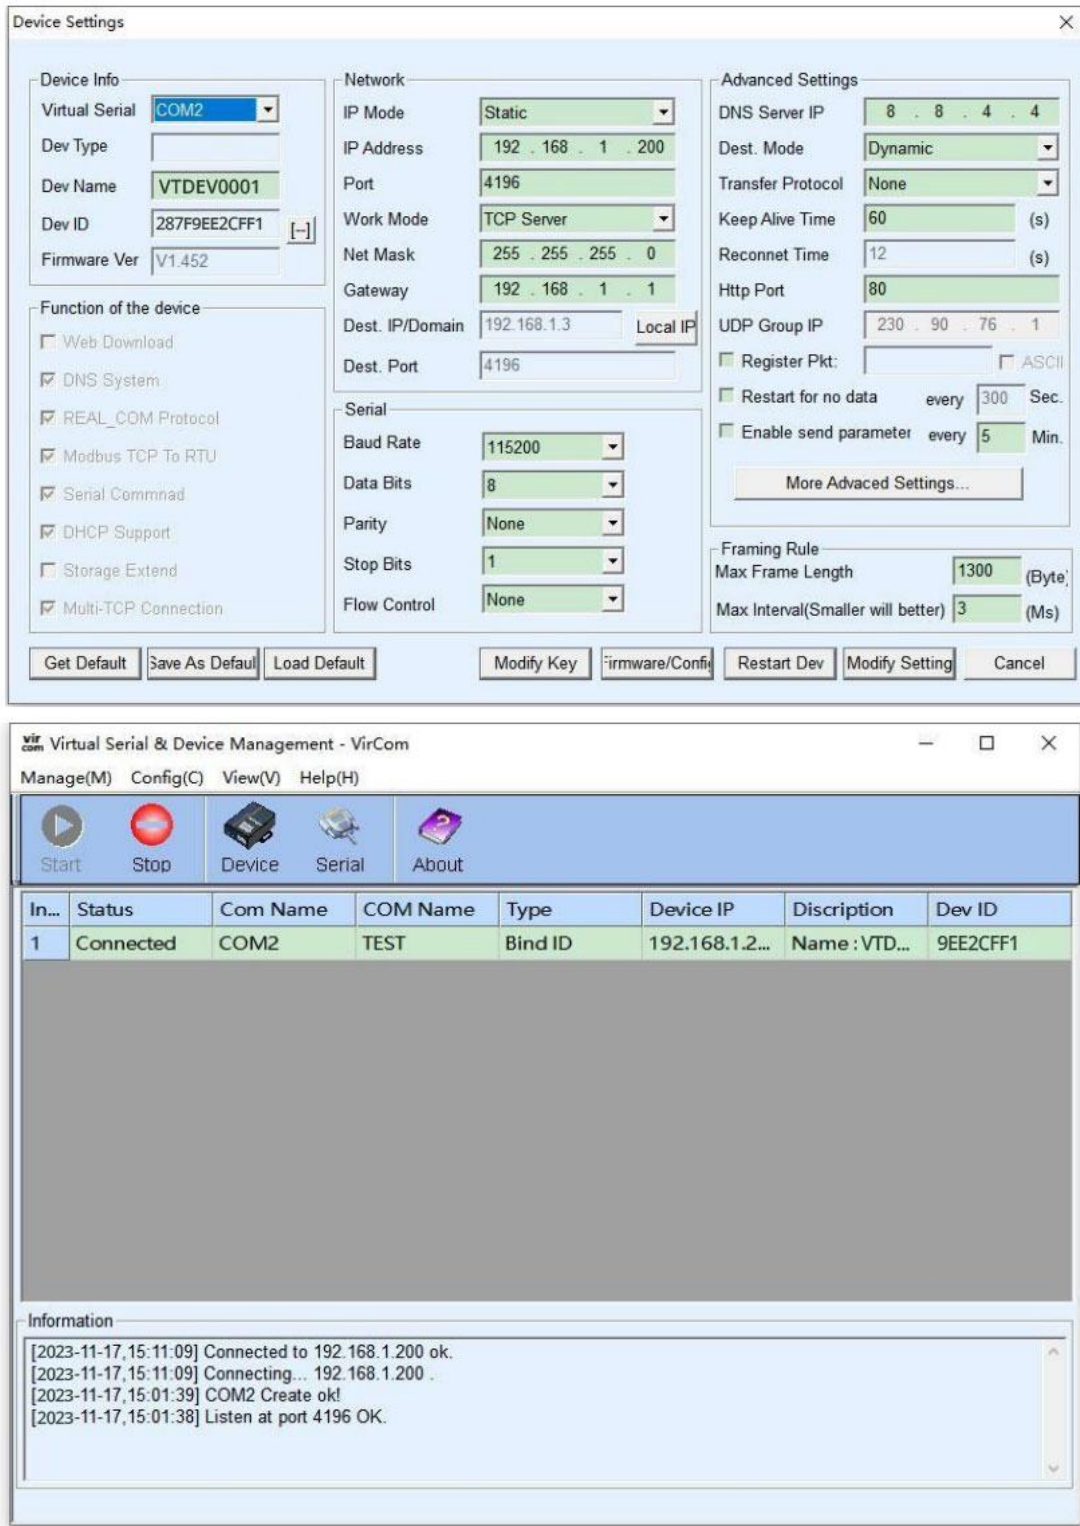 Device Settings
Device Info
Virtual Serial COM2
Dev Type
Dev Name VTDEV0001
Dev ID 287F9EE2CFF1 [--]
Firmware Ver V1.452
Function of the device
Web Download
DNS System
REAL_COM Protocol
Modbus TCP To RTU
Serial Commnad
DHCP Support
Storage Extend
Multi-TCP Connection
Network
IP Mode Static
IP Address 192 . 168 . 1 . 200
Port 4196
Work Mode TCP Server
Net Mask 255 . 255 . 255 . 0
Gateway 192 . 168 . 1 . 1
Dest. IP/Domain 192.168.1.3 Local IP
Dest. Port 4196
Serial
Baud Rate 115200
Data Bits 8
Parity None
Stop Bits 1
Flow Control None
Advanced Settings
DNS Server IP 8 . 8 . 4 . 4
Dest. Mode Dynamic
Transfer Protocol None
Keep Alive Time 60 (s)
Reconnet Time 12 (s)
Http Port 80
UDP Group IP 230 . 90 . 76 . 1
Register Pkt: ASCII
Restart for no data every 300 Sec.
Enable send parameter every 5 Min.
More Advaced Settings...
Framing Rule
Max Frame Length 1300 (Byte)
Max Interval(Smaller will better) 3 (Ms)
Get Default Save As Defaul Load Default Modify Key Firmware/Config Restart Dev Modify Setting Cancel
vir com Virtual Serial & Device Management - VirCom
Manage(M) Config(C) View(V) Help(H)
Start Stop Device Serial About
In... Status Com Name COM Name Type Device IP Discription Dev ID
1 Connected COM2 TEST Bind ID 192.168.1.2... Name : VTD... 9EE2CFF1
Information
[2023-11-17,15:11:09] Connected to 192.168.1.200 ok.
[2023-11-17,15:11:09] Connecting... 192.168.1.200 .
[2023-11-17,15:01:39] COM2 Create ok!
[2023-11-17,15:01:38] Listen at port 4196 OK.